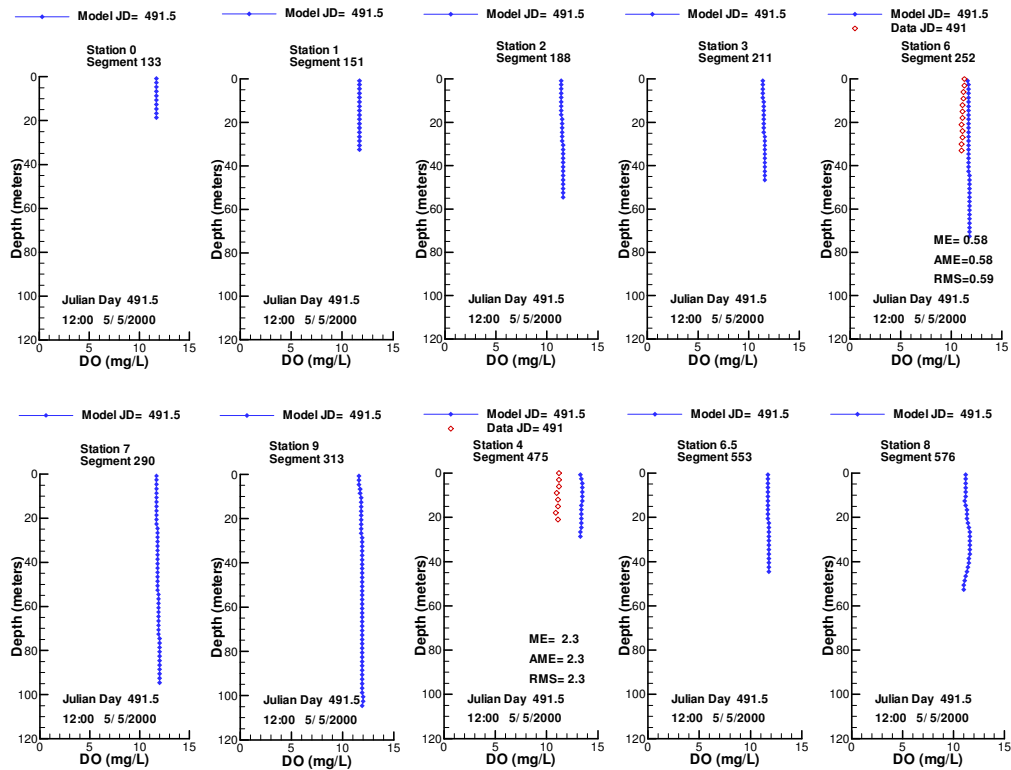 Model JD= 491.5
Station 0
Segment 133
0
20
40
60
80
100
120
Depth (meters)
Julian Day 491.5
12:00 5/ 5/2000
0 5 10 15
DO (mg/L)
Model JD= 491.5
Station 1
Segment 151
0
20
40
60
80
100
120
Depth (meters)
Julian Day 491.5
12:00 5/ 5/2000
0 5 10 15
DO (mg/L)
Model JD= 491.5
Station 2
Segment 188
0
20
40
60
80
100
120
Depth (meters)
Julian Day 491.5
12:00 5/ 5/2000
0 5 10 15
DO (mg/L)
Model JD= 491.5
Station 3
Segment 211
0
20
40
60
80
100
120
Depth (meters)
Julian Day 491.5
12:00 5/ 5/2000
0 5 10 15
DO (mg/L)
Model JD= 491.5
Data JD= 491
Station 6
Segment 252
0
20
40
60
80
100
120
Depth (meters)
ME= 0.58
AME=0.58
RMS=0.59
Julian Day 491.5
12:00 5/ 5/2000
0 5 10 15
DO (mg/L)
Model JD= 491.5
Station 7
Segment 290
0
20
40
60
80
100
120
Depth (meters)
Julian Day 491.5
12:00 5/ 5/2000
0 5 10 15
DO (mg/L)
Model JD= 491.5
Station 9
Segment 313
0
20
40
60
80
100
120
Depth (meters)
Julian Day 491.5
12:00 5/ 5/2000
0 5 10 15
DO (mg/L)
Model JD= 491.5
Data JD= 491
Station 4
Segment 475
0
20
40
60
80
100
120
Depth (meters)
ME= 2.3
AME= 2.3
RMS= 2.3
Julian Day 491.5
12:00 5/ 5/2000
0 5 10 15
DO (mg/L)
Model JD= 491.5
Station 6.5
Segment 553
0
20
40
60
80
100
120
Depth (meters)
Julian Day 491.5
12:00 5/ 5/2000
0 5 10 15
DO (mg/L)
Model JD= 491.5
Station 8
Segment 576
0
20
40
60
80
100
120
Depth (meters)
Julian Day 491.5
12:00 5/ 5/2000
0 5 10 15
DO (mg/L)